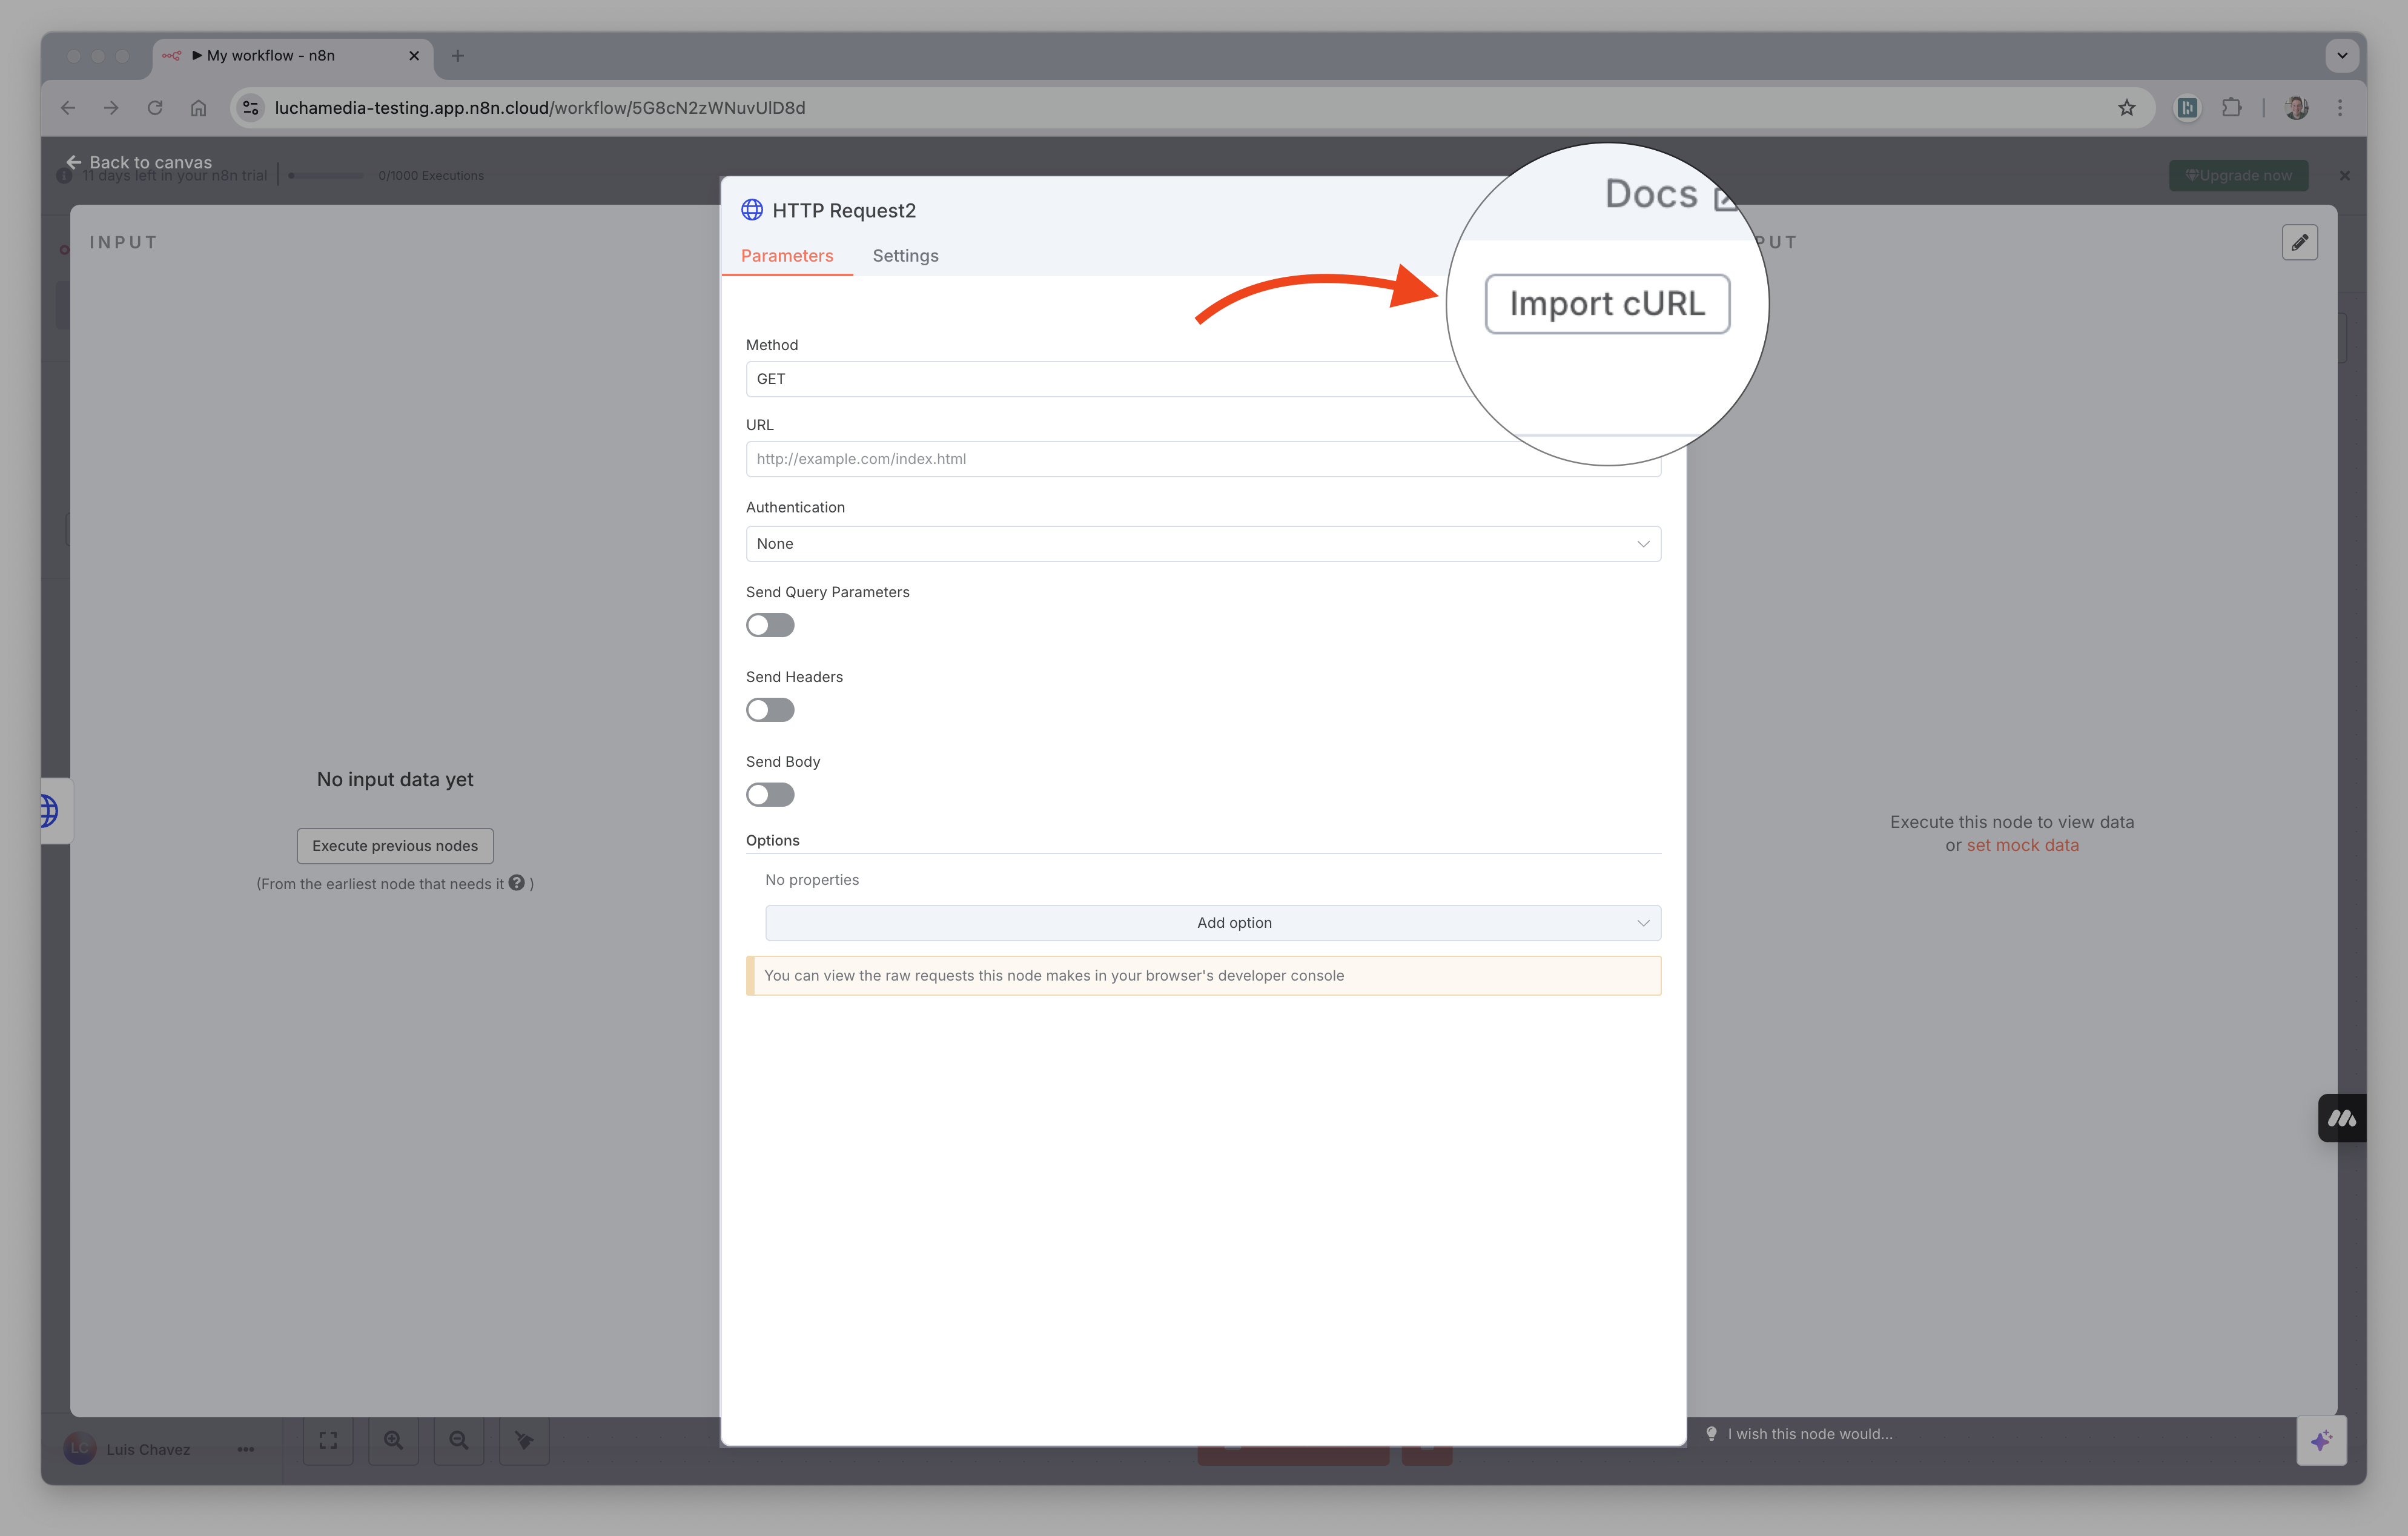 My workflow - n8n
luchamedia-testing.app.n8n.cloud/workflow/5G8cN2zWNuvUlD8d
Back to canvas
11 days left in your n8n trial
0/1000 Executions
Upgrade now
INPUT
HTTP Request2
Docs
PUT
Parameters
Settings
Import cURL
Method
GET
URL
http://example.com/index.html
Authentication
None
Send Query Parameters
Send Headers
Send Body
No input data yet
Execute previous nodes
(From the earliest node that needs it ? )
Options
No properties
Add option
You can view the raw requests this node makes in your browser's developer console
Execute this node to view data
or set mock data
LC
Luis Chavez
I wish this node would...